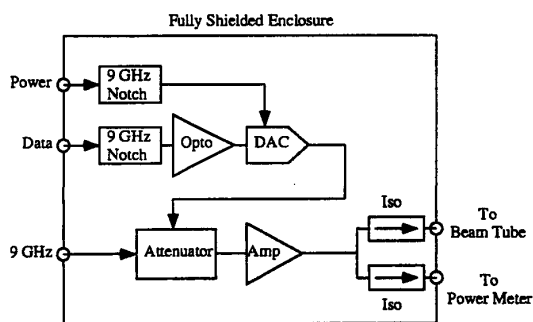 Fully Shielded Enclosure
Power
9 GHz
Notch
Data
9 GHz
Notch
Opto
DAC
9 GHz
Attenuator
Amp
Iso
To
Beam Tube
To
Power Meter
Iso